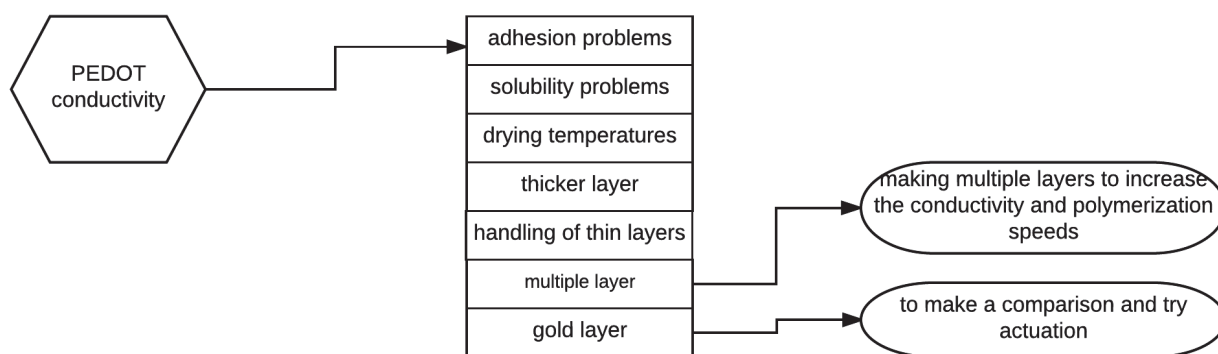 PEDOT
conductivity
adhesion problems
solubility problems
drying temperatures
thicker layer
handling of thin layers
multiple layer
gold layer
making multiple layers to increase
the conductivity and polymerization
speeds
to make a comparison and try
actuation